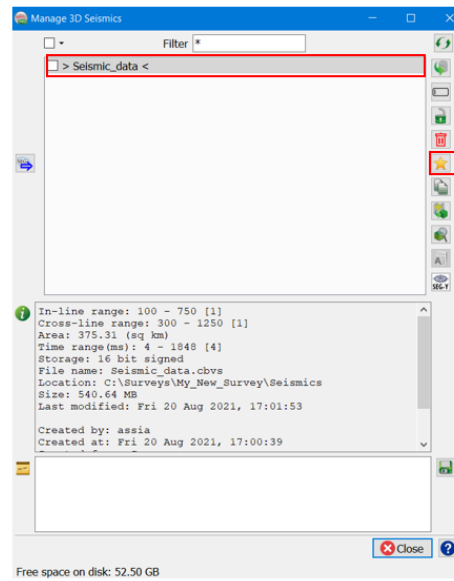 Manage 3D Seismics
Filter *
> Seismic_data <
In-line range: 100 - 750 [1]
Cross-line range: 300 - 1250 [1]
Area: 375.31 (sq km)
Time range(ms): 4 - 1848 [4]
Storage: 16 bit signed
File name: Seismic_data.cbvs
Location: C:\Surveys\My_New_Survey\Seismics
Size: 540.64 MB
Last modified: Fri 20 Aug 2021, 17:01:53
Created by: assia
Created at: Fri 20 Aug 2021, 17:00:39
A
SEG-Y
Close
Free space on disk: 52.50 GB